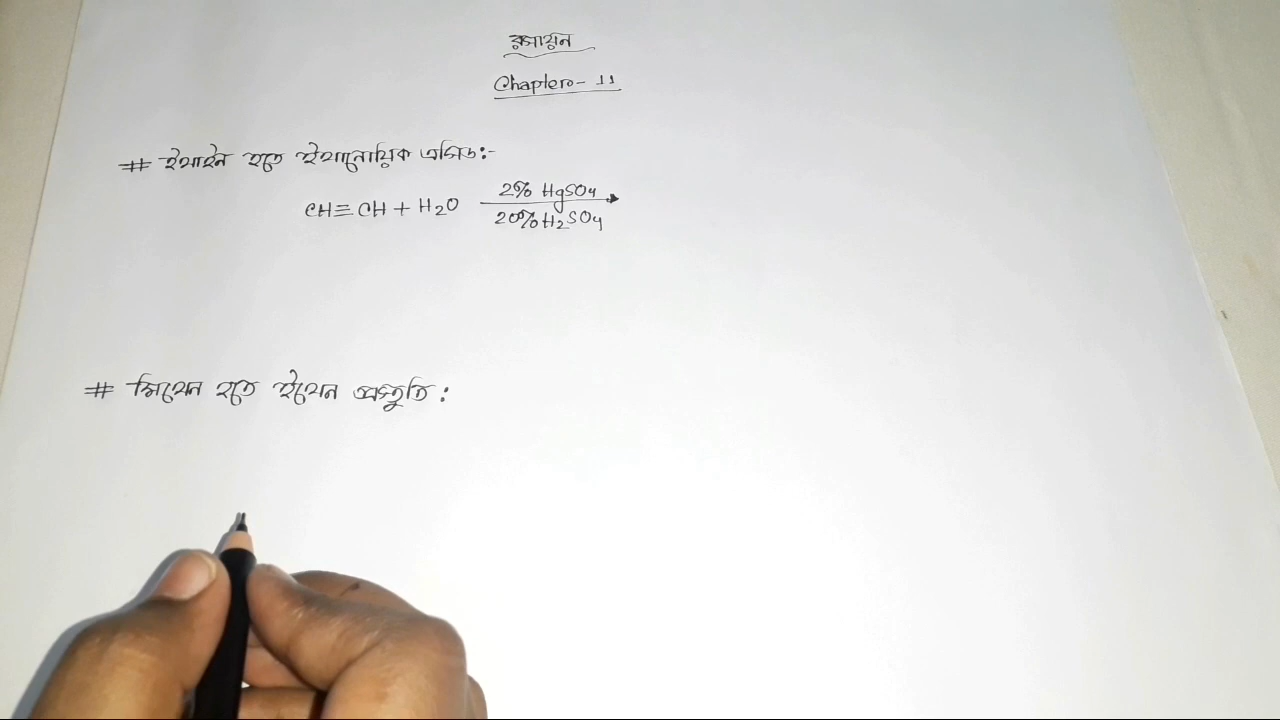 রসায়ন
Chapter- 11
# ইথাইন হতে ইথানোয়িক এসিড:-
CH≡CH + H₂O 2% HgSO₄
20% H₂SO₄
# মিথেন হতে ইথেন প্রস্তুতি: